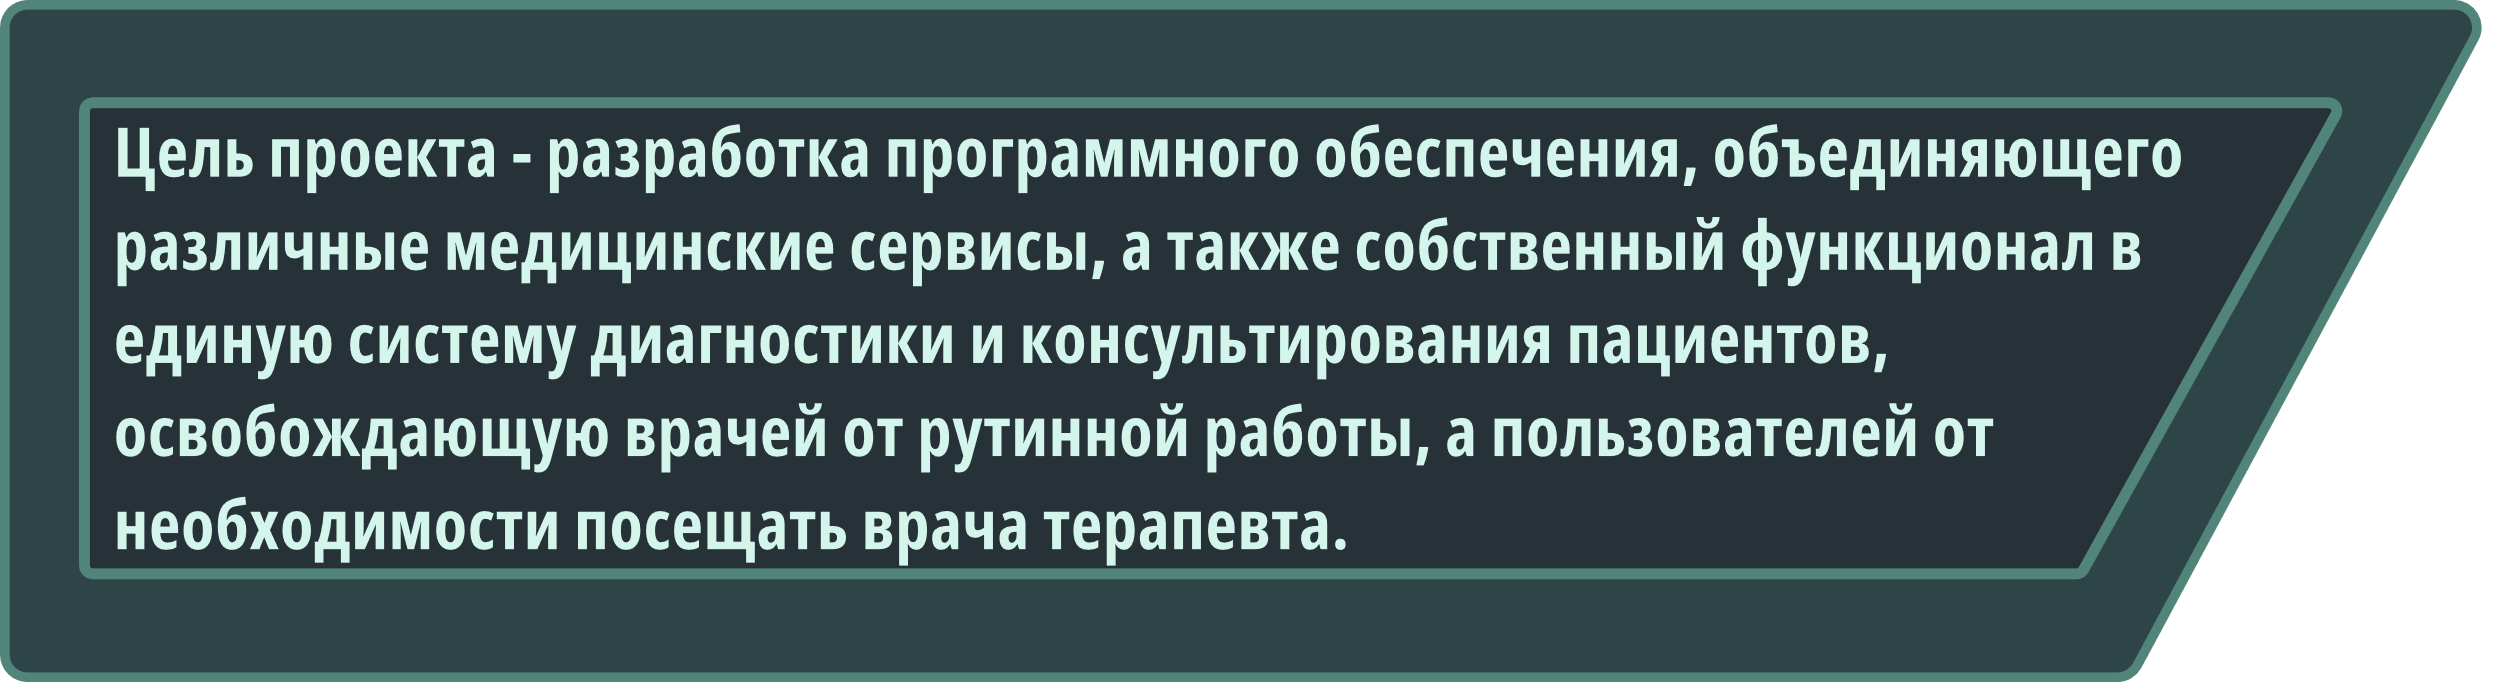 Цель проекта - разработка программного обеспечения, объединяющего
различные медицинские сервисы, а также собственный функционал в
единую систему диагностики и консультирования пациентов,
освобождающую врачей от рутинной работы, а пользователей от
необходимости посещать врача терапевта.